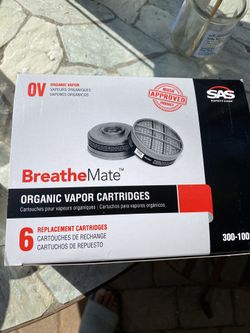 OV
ORGANIC VAPOR
VAPEURS ORGANIQUES
VAPORES ORGÁNICOS
NIOSH
APPROVED
PRODUCT
SAS
SAFETY CORP.
BreatheMate™
ORGANIC VAPOR CARTRIDGES
Cartouches pour vapeurs organiques | Cartuchos para vapores orgánicos
6 REPLACEMENT CARTRIDGES
CARTOUCHES DE RECHANGE
CARTUCHOS DE REPUESTO
300-100